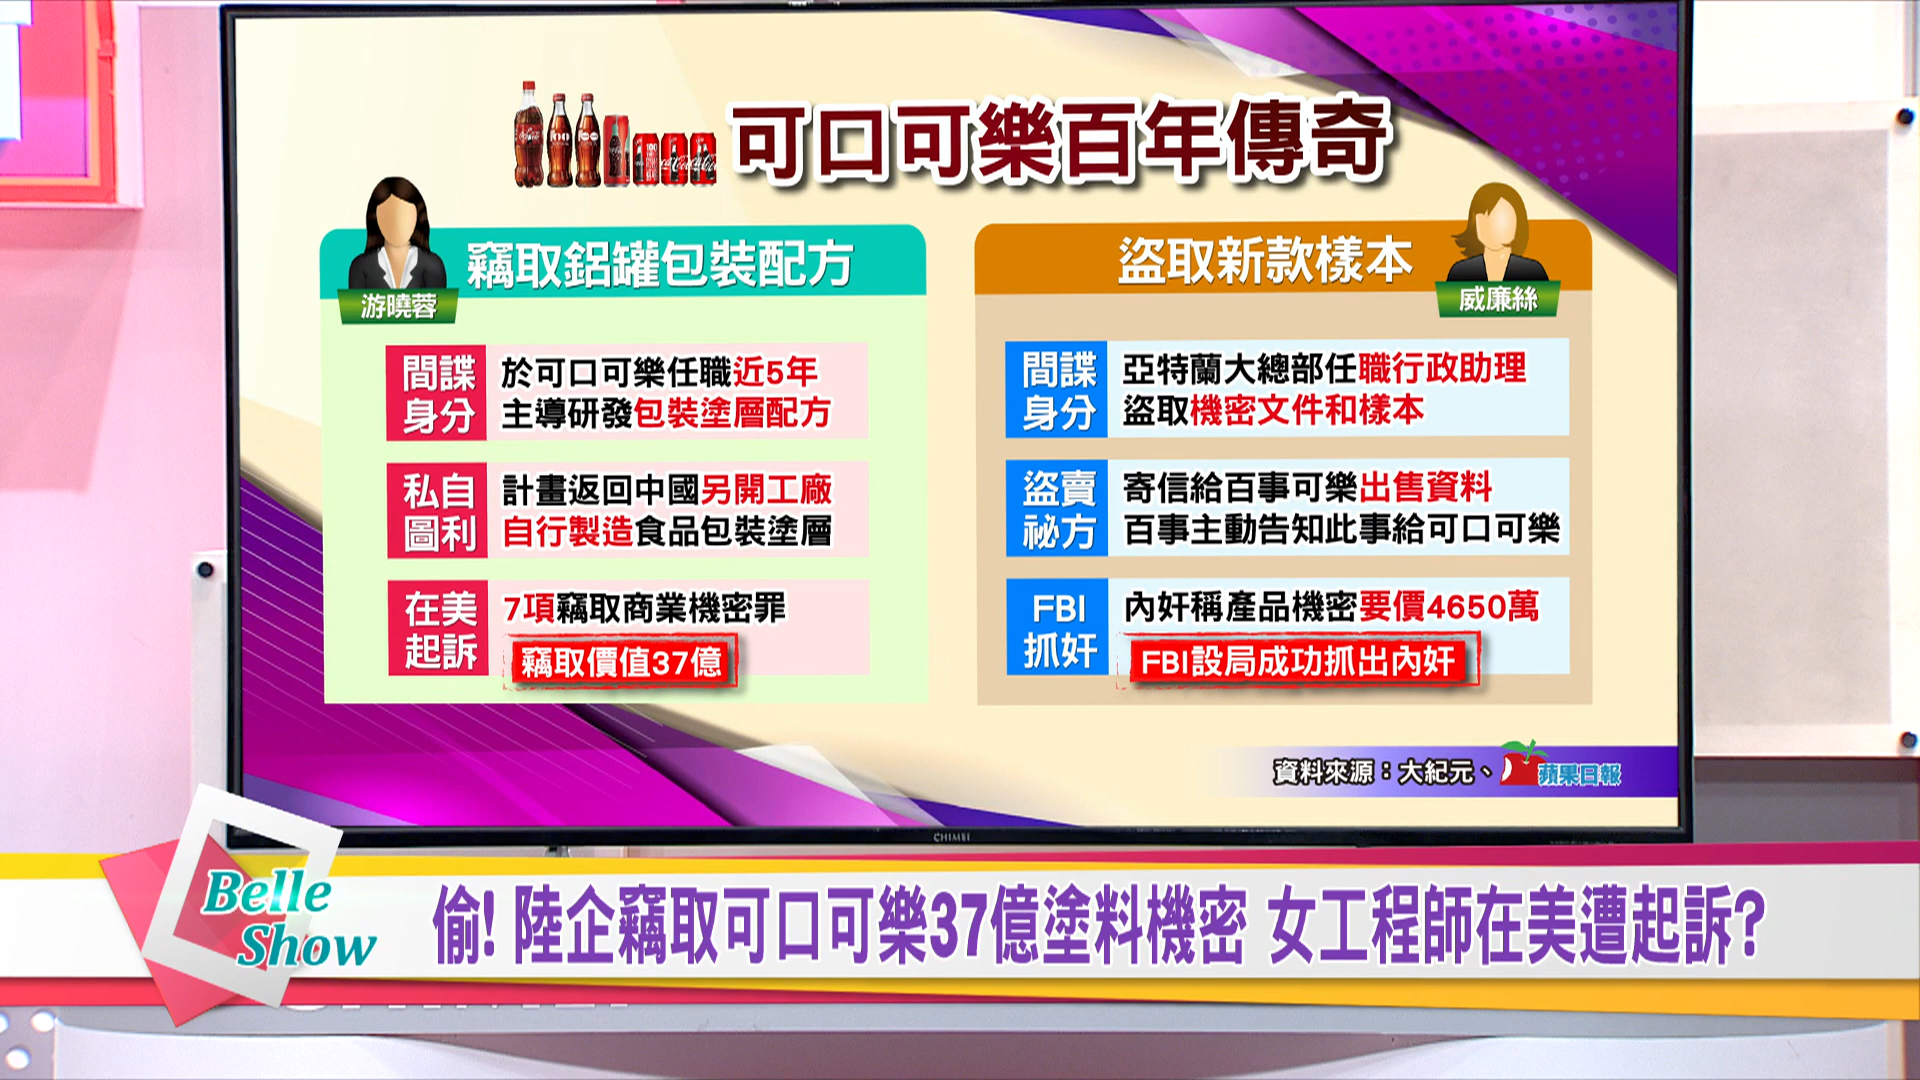 可口可樂百年傳奇
游曉蓉
竊取鋁罐包裝配方
間諜
身分
於可口可樂任職近5年
主導研發包裝塗層配方
私自
圖利
計畫返回中國另開工廠
自行製造食品包裝塗層
在美
起訴
7項竊取商業機密罪
竊取價值37億
盜取新款樣本
威廉絲
間諜
身分
亞特蘭大總部任職行政助理
盜取機密文件和樣本
盜賣
祕方
寄信給百事可樂出售資料
百事主動告知此事給可口可樂
FBI
抓奸
內奸稱產品機密要價4650萬
FBI設局成功抓出內奸
資料來源：大紀元、蘋果日報
CHIMEI
Belle
Show
偷! 陸企竊取可口可樂37億塗料機密 女工程師在美遭起訴?